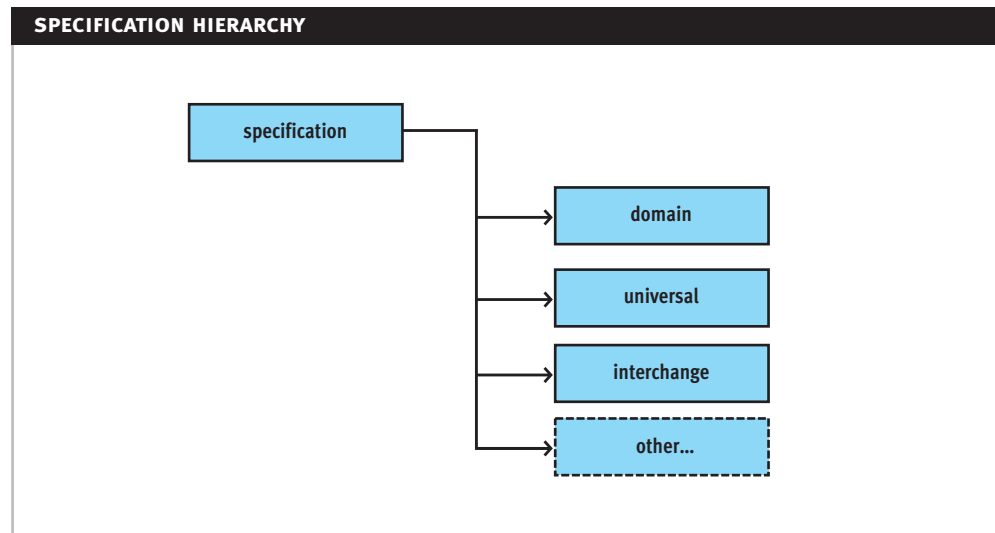 SPECIFICATION HIERARCHY
specification
domain
universal
interchange
other...